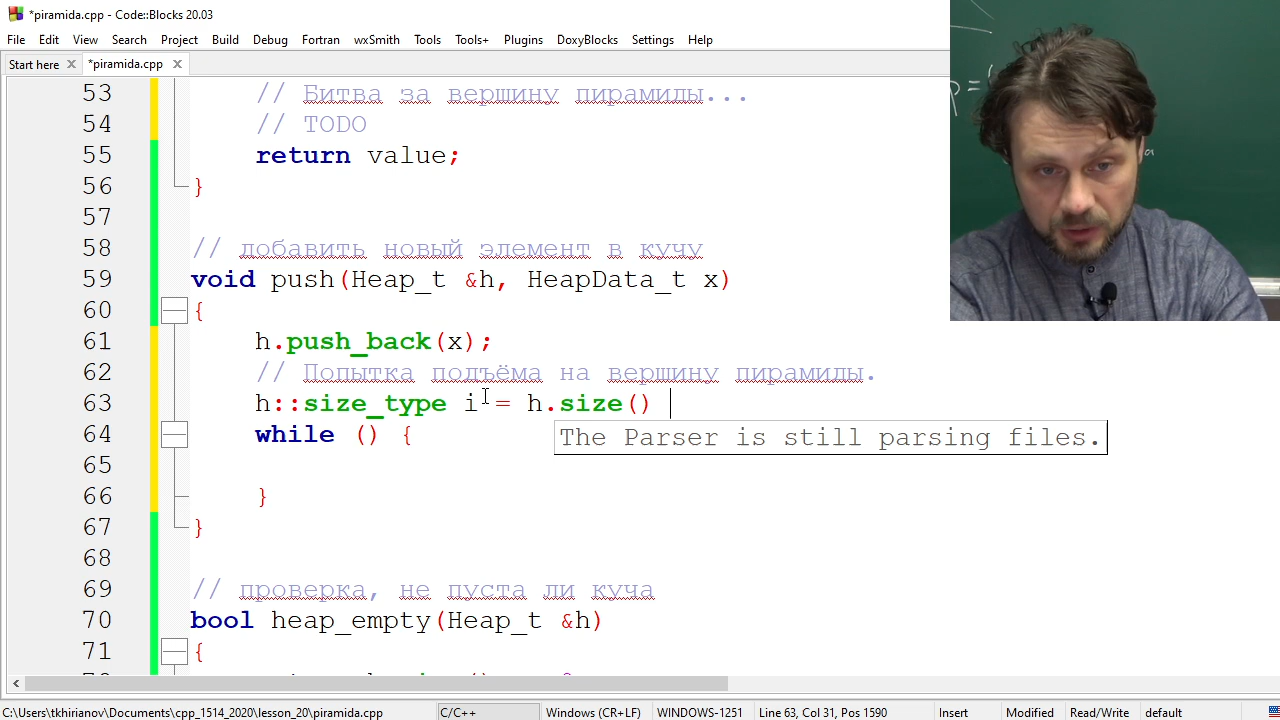 *piramida.cpp - Code::Blocks 20.03
File Edit View Search Project Build Debug Fortran wxSmith Tools Tools+ Plugins DoxyBlocks Settings Help
Start here *piramida.cpp
53 // Битва за вершину пирамиды...
54 // TODO
55 return value;
56 }
57
58 // добавить новый элемент в кучу
59 void push(Heap_t &h, HeapData_t x)
60 {
61 h.push_back(x);
62 // Попытка подъёма на вершину пирамиды.
63 h::size_type i = h.size()
64 while () {
The Parser is still parsing files.
65
66 }
67 }
68
69 // проверка, не пуста ли куча
70 bool heap_empty(Heap_t &h)
71 {
C:\Users\tkhirianov\Documents\cpp_1514_2020\lesson_20\piramida.cpp C/C++ Windows (CR+LF) WINDOWS-1251 Line 63, Col 31, Pos 1590 Insert Modified Read/Write default